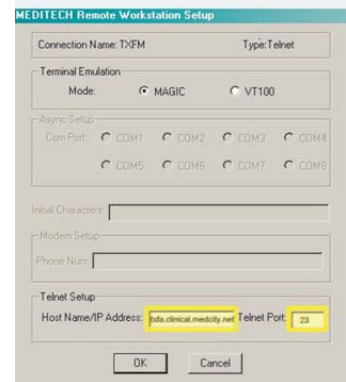 MEDITECH Remote Workstation Setup
Connection Name: TXFM Type: Telnet
Terminal Emulation
Mode: MAGIC VT100
Async Setup
Com Port: COM1 COM2 COM3 COM4
COM5 COM6 COM7 COM8
Initial Characters:
Modem Setup
Phone Num:
Telnet Setup
Host Name/IP Address: .clinical.medcity.net Telnet Port: 23
OK Cancel